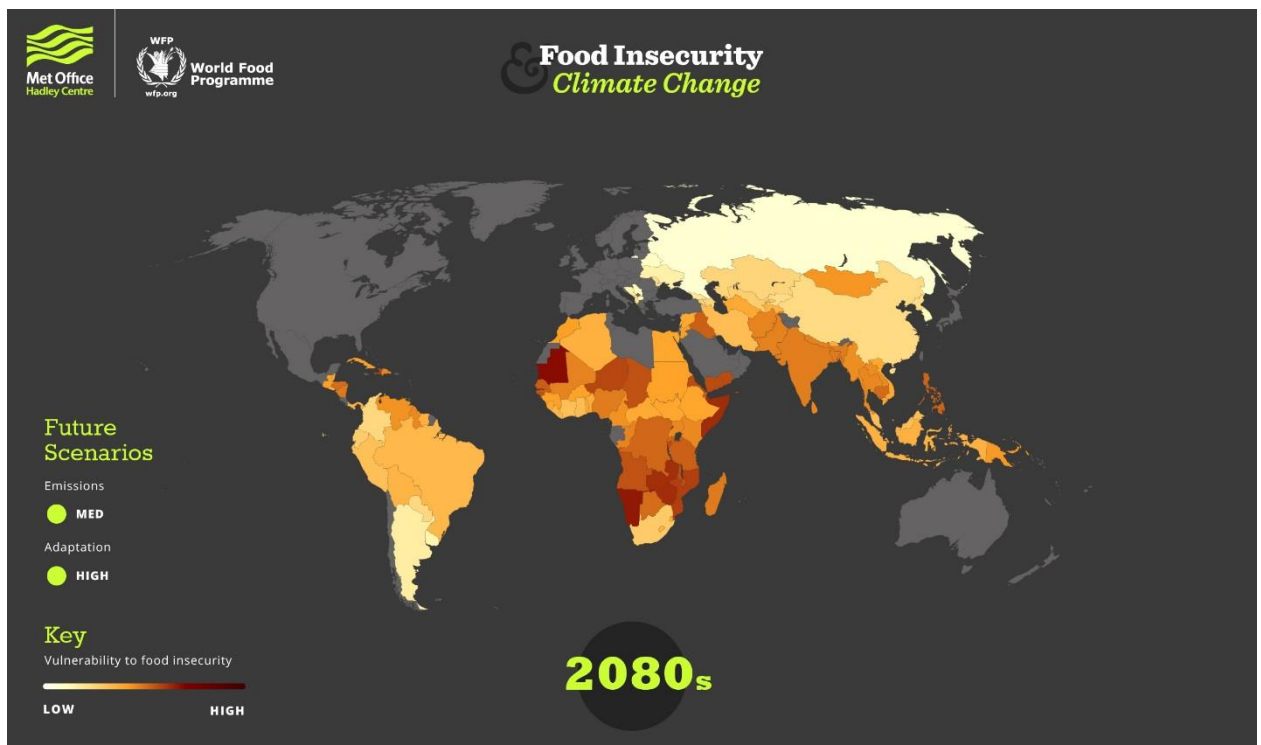 Met Office
Hadley Centre
WFP
wfp.org
World Food
Programme
& Food Insecurity
Climate Change
Future
Scenarios
Emissions
MED
Adaptation
HIGH
Key
Vulnerability to food insecurity
LOW HIGH
2080s